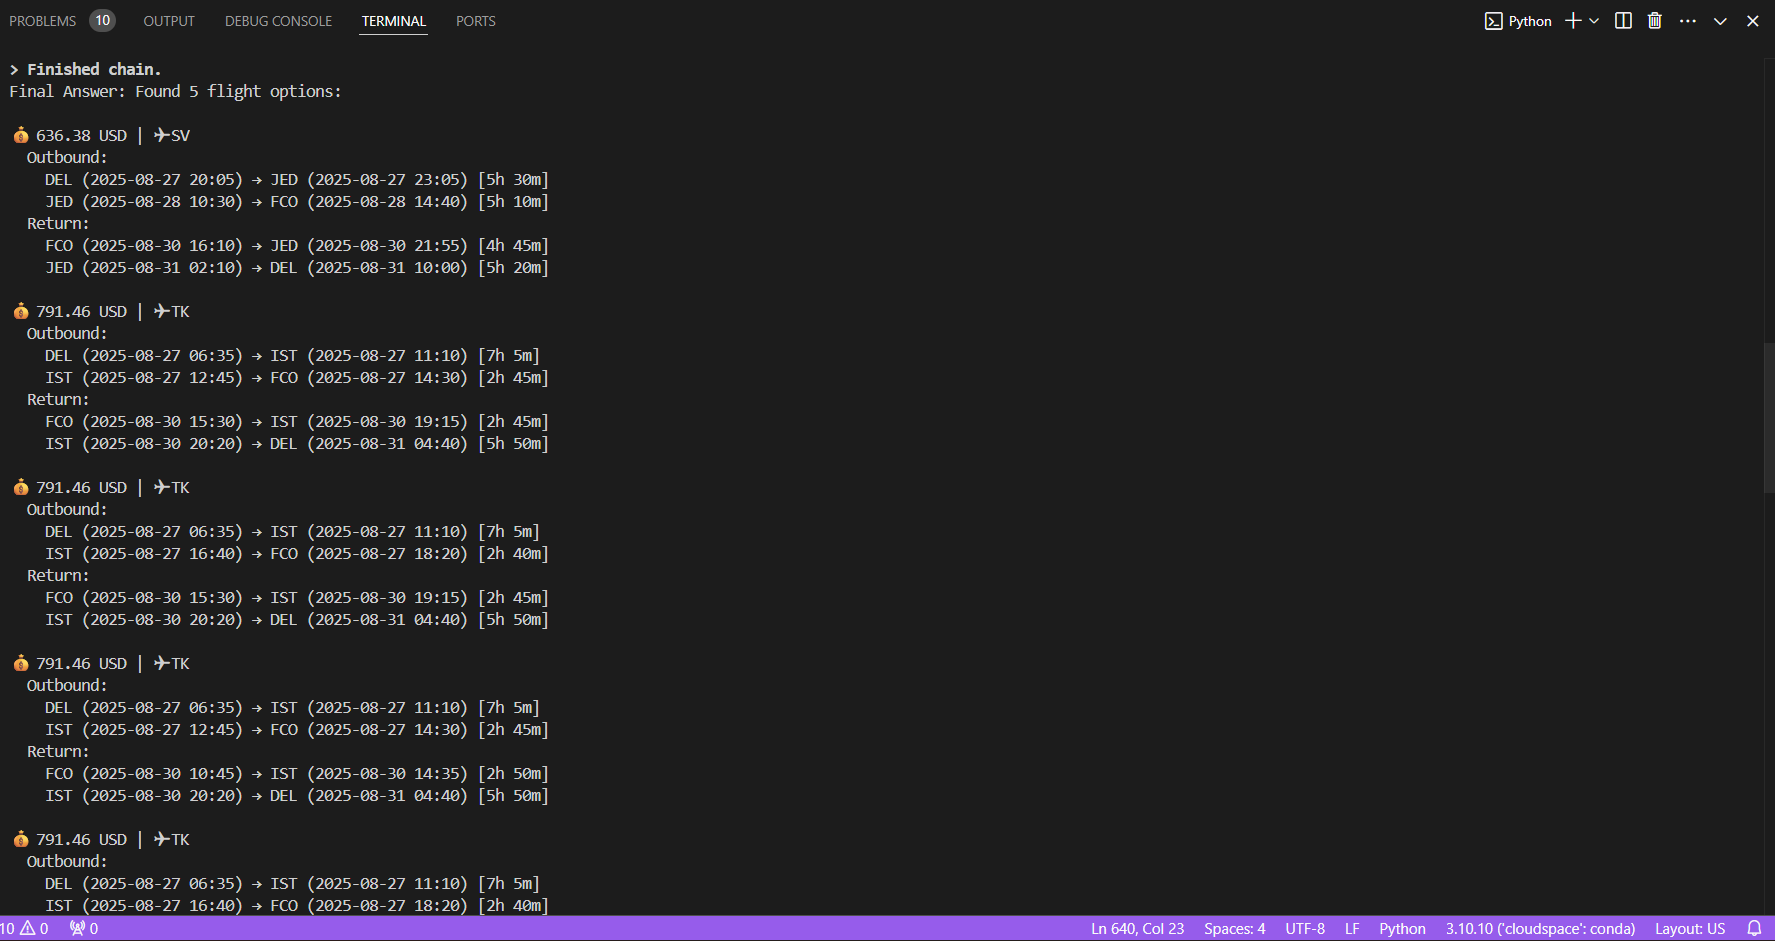 PROBLEMS 10 OUTPUT DEBUG CONSOLE TERMINAL PORTS Python
> Finished chain.
Final Answer: Found 5 flight options:
💰 636.38 USD | ✈SV
Outbound:
DEL (2025-08-27 20:05) → JED (2025-08-27 23:05) [5h 30m]
JED (2025-08-28 10:30) → FCO (2025-08-28 14:40) [5h 10m]
Return:
FCO (2025-08-30 16:10) → JED (2025-08-30 21:55) [4h 45m]
JED (2025-08-31 02:10) → DEL (2025-08-31 10:00) [5h 20m]
💰 791.46 USD | ✈TK
Outbound:
DEL (2025-08-27 06:35) → IST (2025-08-27 11:10) [7h 5m]
IST (2025-08-27 12:45) → FCO (2025-08-27 14:30) [2h 45m]
Return:
FCO (2025-08-30 15:30) → IST (2025-08-30 19:15) [2h 45m]
IST (2025-08-30 20:20) → DEL (2025-08-31 04:40) [5h 50m]
💰 791.46 USD | ✈TK
Outbound:
DEL (2025-08-27 06:35) → IST (2025-08-27 11:10) [7h 5m]
IST (2025-08-27 16:40) → FCO (2025-08-27 18:20) [2h 40m]
Return:
FCO (2025-08-30 15:30) → IST (2025-08-30 19:15) [2h 45m]
IST (2025-08-30 20:20) → DEL (2025-08-31 04:40) [5h 50m]
💰 791.46 USD | ✈TK
Outbound:
DEL (2025-08-27 06:35) → IST (2025-08-27 11:10) [7h 5m]
IST (2025-08-27 12:45) → FCO (2025-08-27 14:30) [2h 45m]
Return:
FCO (2025-08-30 10:45) → IST (2025-08-30 14:35) [2h 50m]
IST (2025-08-30 20:20) → DEL (2025-08-31 04:40) [5h 50m]
💰 791.46 USD | ✈TK
Outbound:
DEL (2025-08-27 06:35) → IST (2025-08-27 11:10) [7h 5m]
IST (2025-08-27 16:40) → FCO (2025-08-27 18:20) [2h 40m]
10 0 0 Ln 640, Col 23 Spaces: 4 UTF-8 LF Python 3.10.10 ('cloudspace': conda) Layout: US